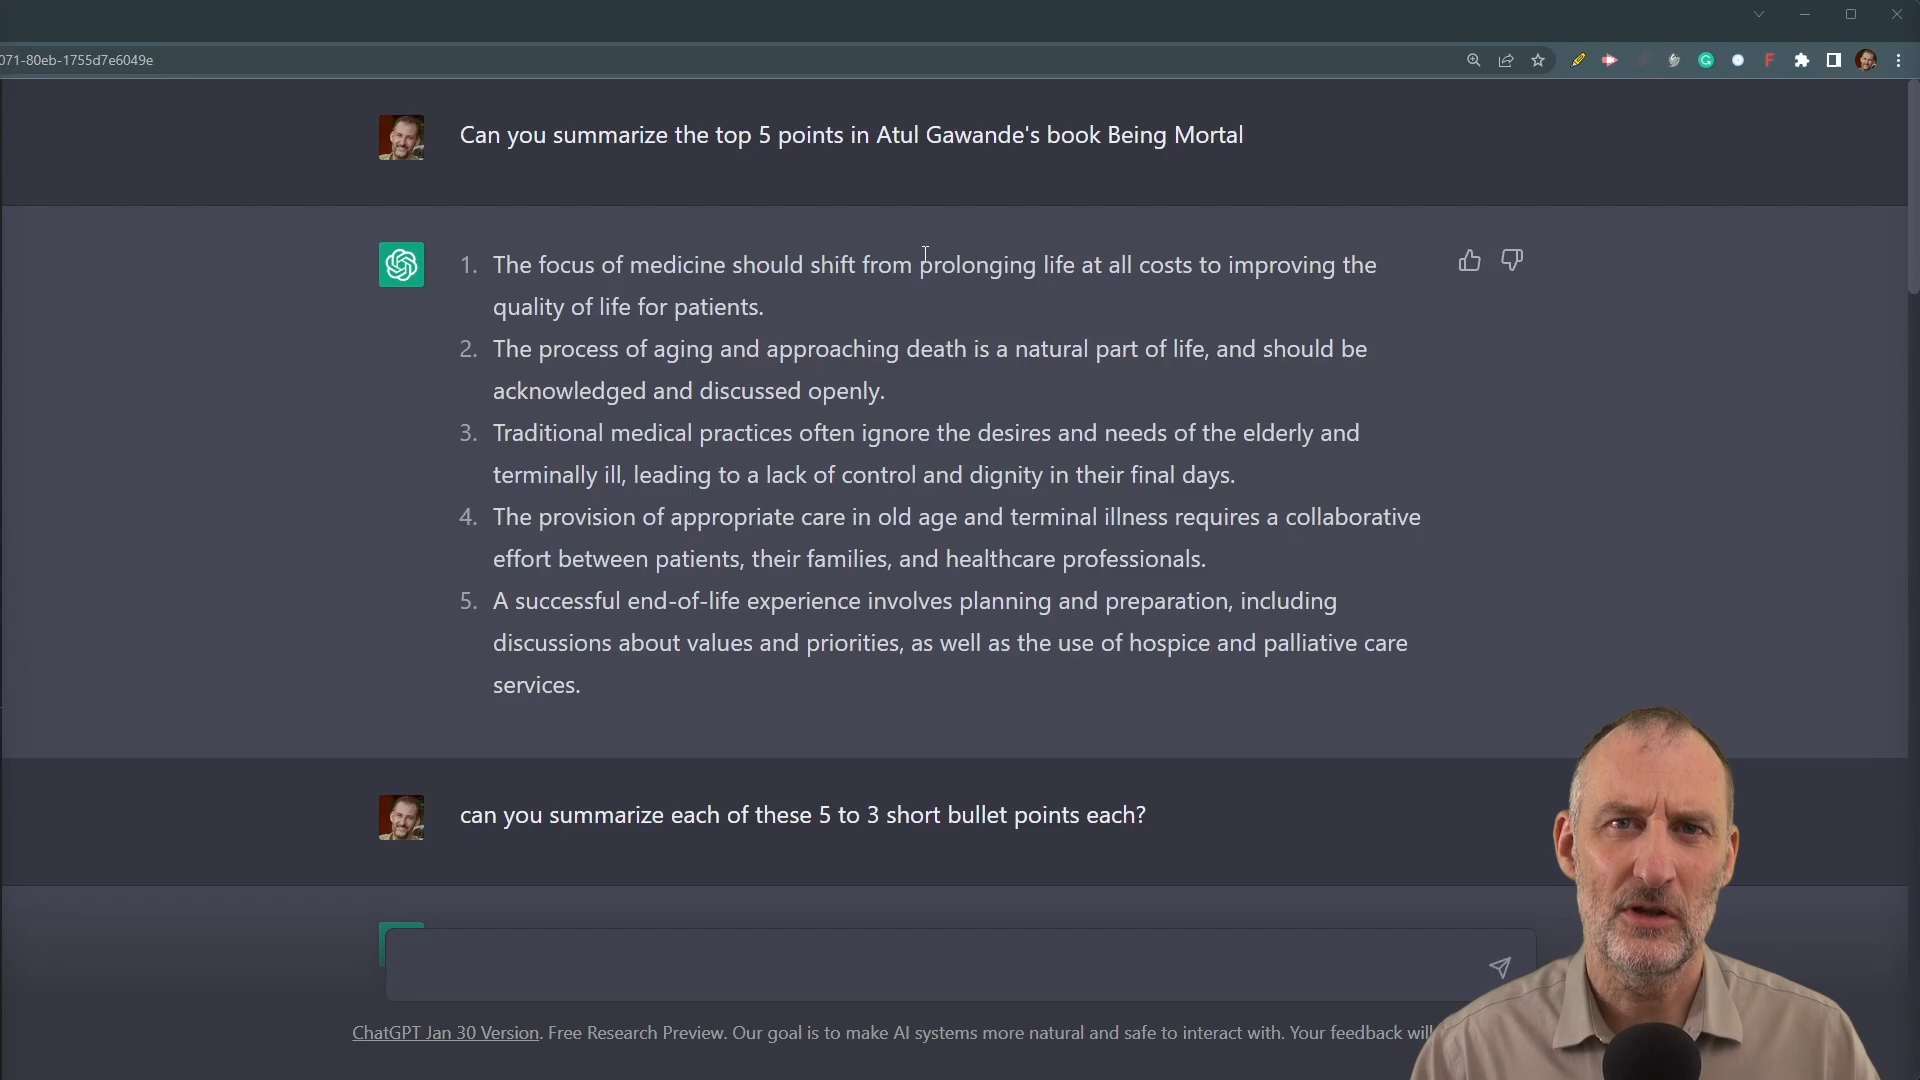 071-80eb-1755d7e6049e
Can you summarize the top 5 points in Atul Gawande's book Being Mortal
1. The focus of medicine should shift from prolonging life at all costs to improving the
quality of life for patients.
2. The process of aging and approaching death is a natural part of life, and should be
acknowledged and discussed openly.
3. Traditional medical practices often ignore the desires and needs of the elderly and
terminally ill, leading to a lack of control and dignity in their final days.
4. The provision of appropriate care in old age and terminal illness requires a collaborative
effort between patients, their families, and healthcare professionals.
5. A successful end-of-life experience involves planning and preparation, including
discussions about values and priorities, as well as the use of hospice and palliative care
services.
can you summarize each of these 5 to 3 short bullet points each?
ChatGPT Jan 30 Version. Free Research Preview. Our goal is to make AI systems more natural and safe to interact with. Your feedback will